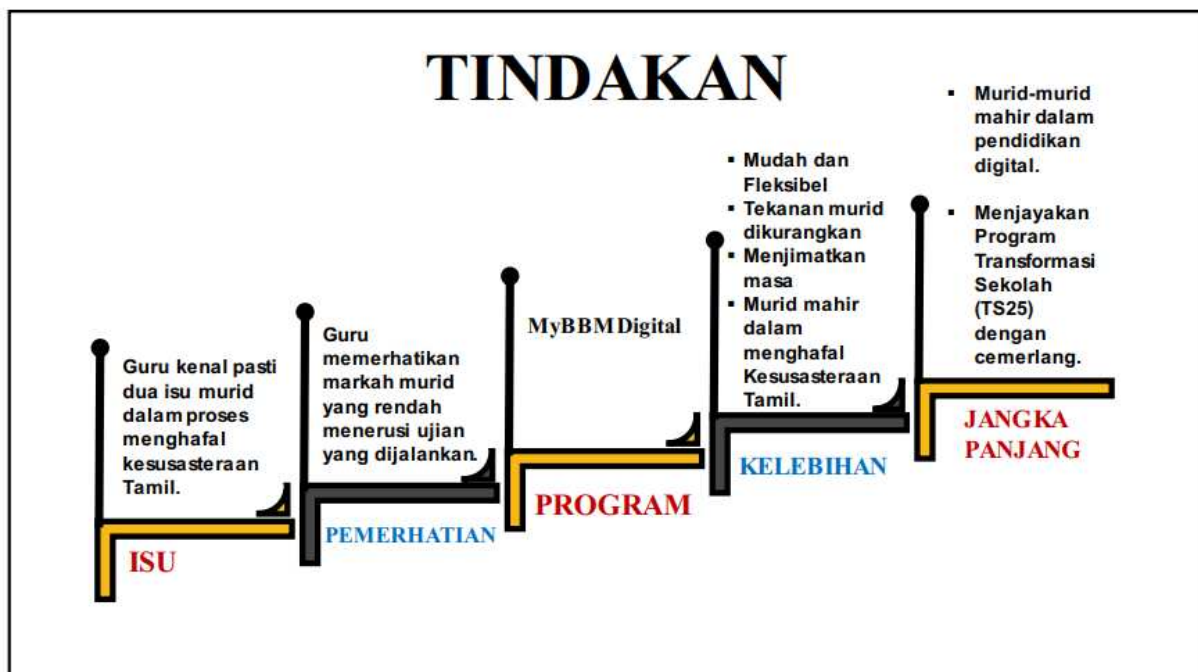 TINDAKAN
Guru kenal pasti
dua isu murid
dalam proses
menghafal
kesusasteraan
Tamil.
ISU
Guru
memerhatikan
markah murid
yang rendah
menerusi ujian
yang dijalankan.
PEMERHATIAN
MyBBMDigital
PROGRAM
▪ Mudah dan
Fleksibel
▪ Tekanan murid
dikurangkan
▪ Menjimatkan
masa
▪ Murid mahir
dalam
menghafal
Kesusasteraan
Tamil.
KELEBIHAN
▪ Murid-murid
mahir dalam
pendidikan
digital.
▪ Menjayakan
Program
Transformasi
Sekolah
(TS25)
dengan
cemerlang.
JANGKA
PANJANG